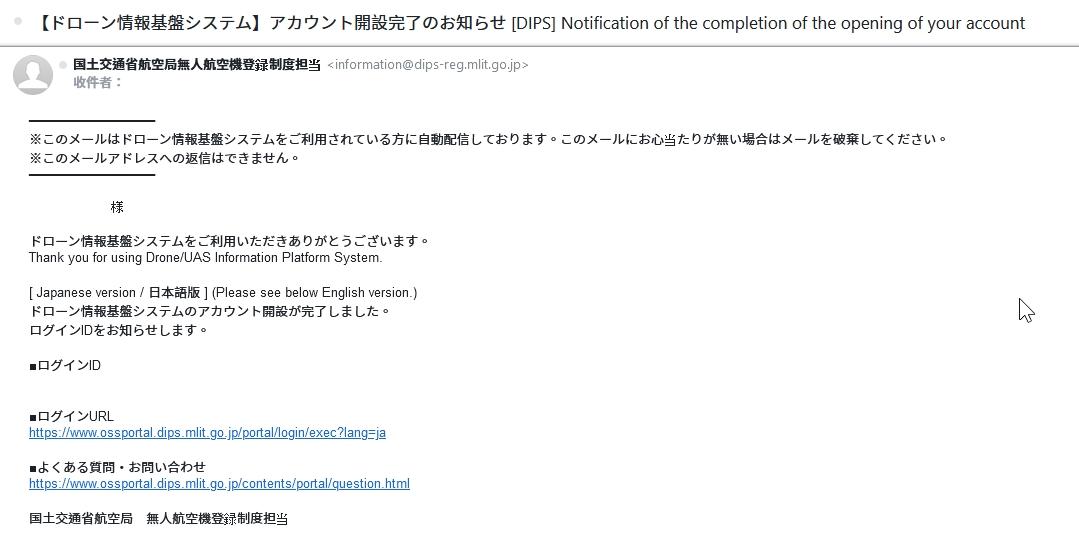 【ドローン情報基盤システム】アカウント開設完了のお知らせ [DIPS] Notification of the completion of the opening of your account
国土交通省航空局無人航空機登録制度担当 <information@dips-reg.mlit.go.jp>
收件者：
※このメールはドローン情報基盤システムをご利用されている方に自動配信しております。このメールにお心当たりが無い場合はメールを破棄してください。
※このメールアドレスへの返信はできません。
様
ドローン情報基盤システムをご利用いただきありがとうございます。
Thank you for using Drone/UAS Information Platform System.
[ Japanese version / 日本語版 ] (Please see below English version.)
ドローン情報基盤システムのアカウント開設が完了しました。
ログインIDをお知らせします。
■ログインID
■ログインURL
https://www.ossportal.dips.mlit.go.jp/portal/login/exec?lang=ja
■よくある質問・お問い合わせ
https://www.ossportal.dips.mlit.go.jp/contents/portal/question.html
国土交通省航空局　無人航空機登録制度担当